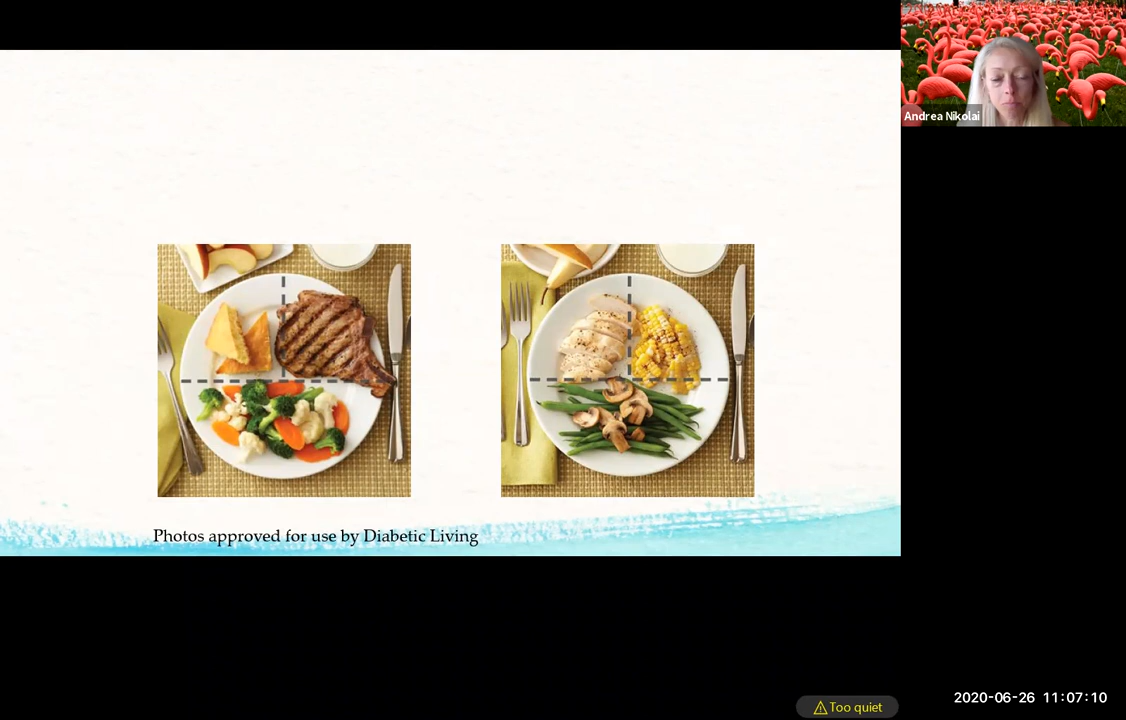 Andrea Nikolai
Photos approved for use by Diabetic Living
Too quiet
2020-06-26 11:07:10